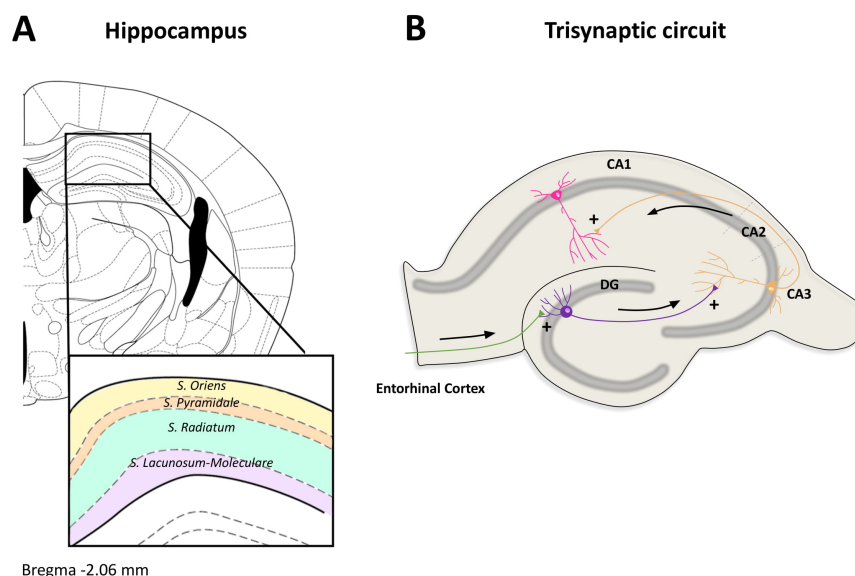 A
Hippocampus
S. Oriens
S. Pyramidale
S. Radiatum
S. Lacunosum-Moleculare
Bregma -2.06 mm
B
Trisynaptic circuit
CA1
+
CA2
CA3
DG
+
+
Entorhinal Cortex